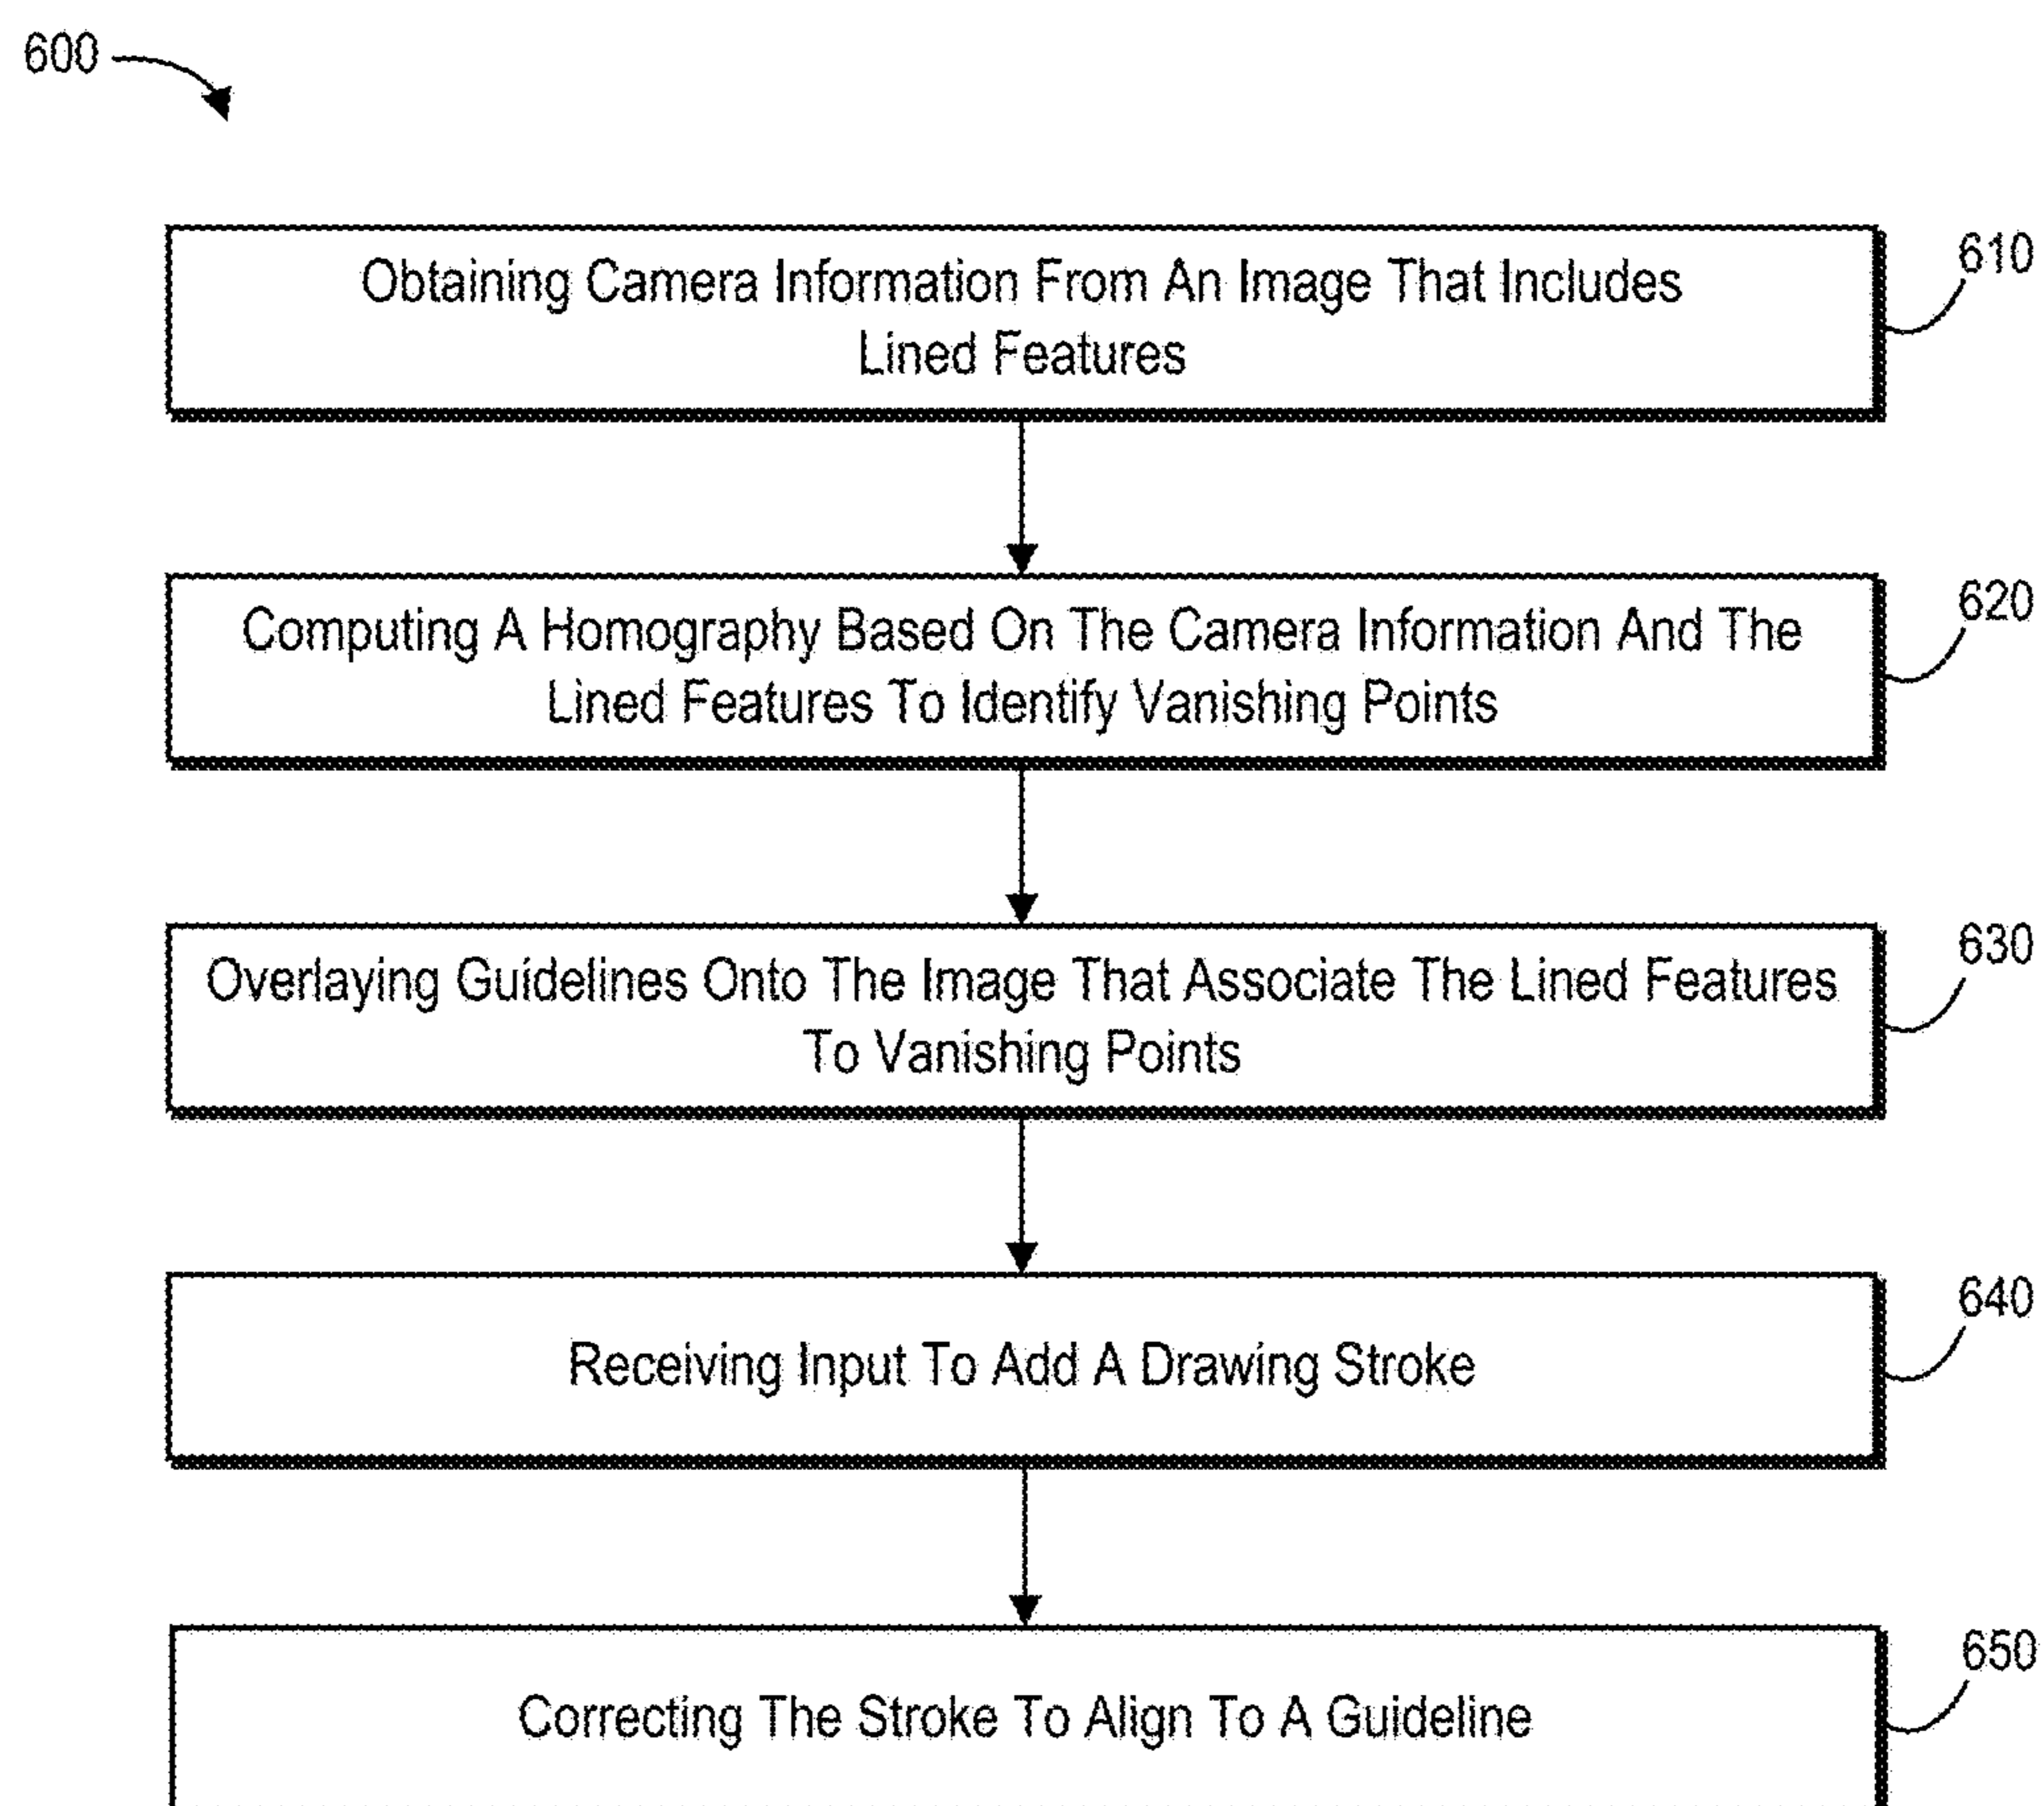 600
Obtaining Camera Information From An Image That Includes
Lined Features
610
Computing A Homography Based On The Camera Information And The
Lined Features To Identify Vanishing Points
620
Overlaying Guidelines Onto The Image That Associate The Lined Features
To Vanishing Points
630
Receiving Input To Add A Drawing Stroke
640
Correcting The Stroke To Align To A Guideline
650